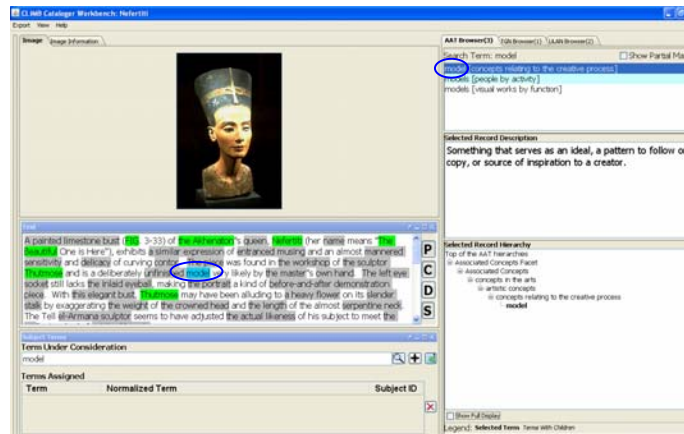 CLiMB Cataloger Workbench: Nefertiti
Export View Help
Image Image Information
AAT Browser(3) TGN Browser(1) ULAN Browser(2)
Search Term: model Show Partial Ma
model [concepts relating to the creative process]
models [people by activity]
models [visual works by function]
Selected Record Description
Something that serves as an ideal, a pattern to follow or
copy, or source of inspiration to a creator.
Text
A painted limestone bust (FIG. 3-33) of the Akhenaton"s queen, Nefertiti (her name means "The
Beautiful One is Here"), exhibits a similar expression of entranced musing and an almost mannered
sensitivity and delicacy of curving contor. The piece was found in the workshop of the sculptor
Thutmose and is a deliberately unfinished model very likely by the master"s own hand. The left eye
socket still lacks the inlaid eyeball, making the portrait a kind of before-and-after demonstration
piece. With this elegant bust, Thutmose may have been alluding to a heavy flower on its slender
stalk by exaggerating the weight of the crowned head and the length of the almost serpentine neck.
The Tell el-Armana sculptor seems to have adjusted the actual likeness of his subject to meet the
P
C
D
S
Selected Record Hierarchy
Top of the AAT hierarchies
Associated Concepts Facet
Associated Concepts
concepts in the arts
artistic concepts
concepts relating to the creative process
model
Subject Terms
Term Under Consideration
model
Terms Assigned
Term Normalized Term Subject ID
Show Full Display
Legend: Selected Term Terms With Children